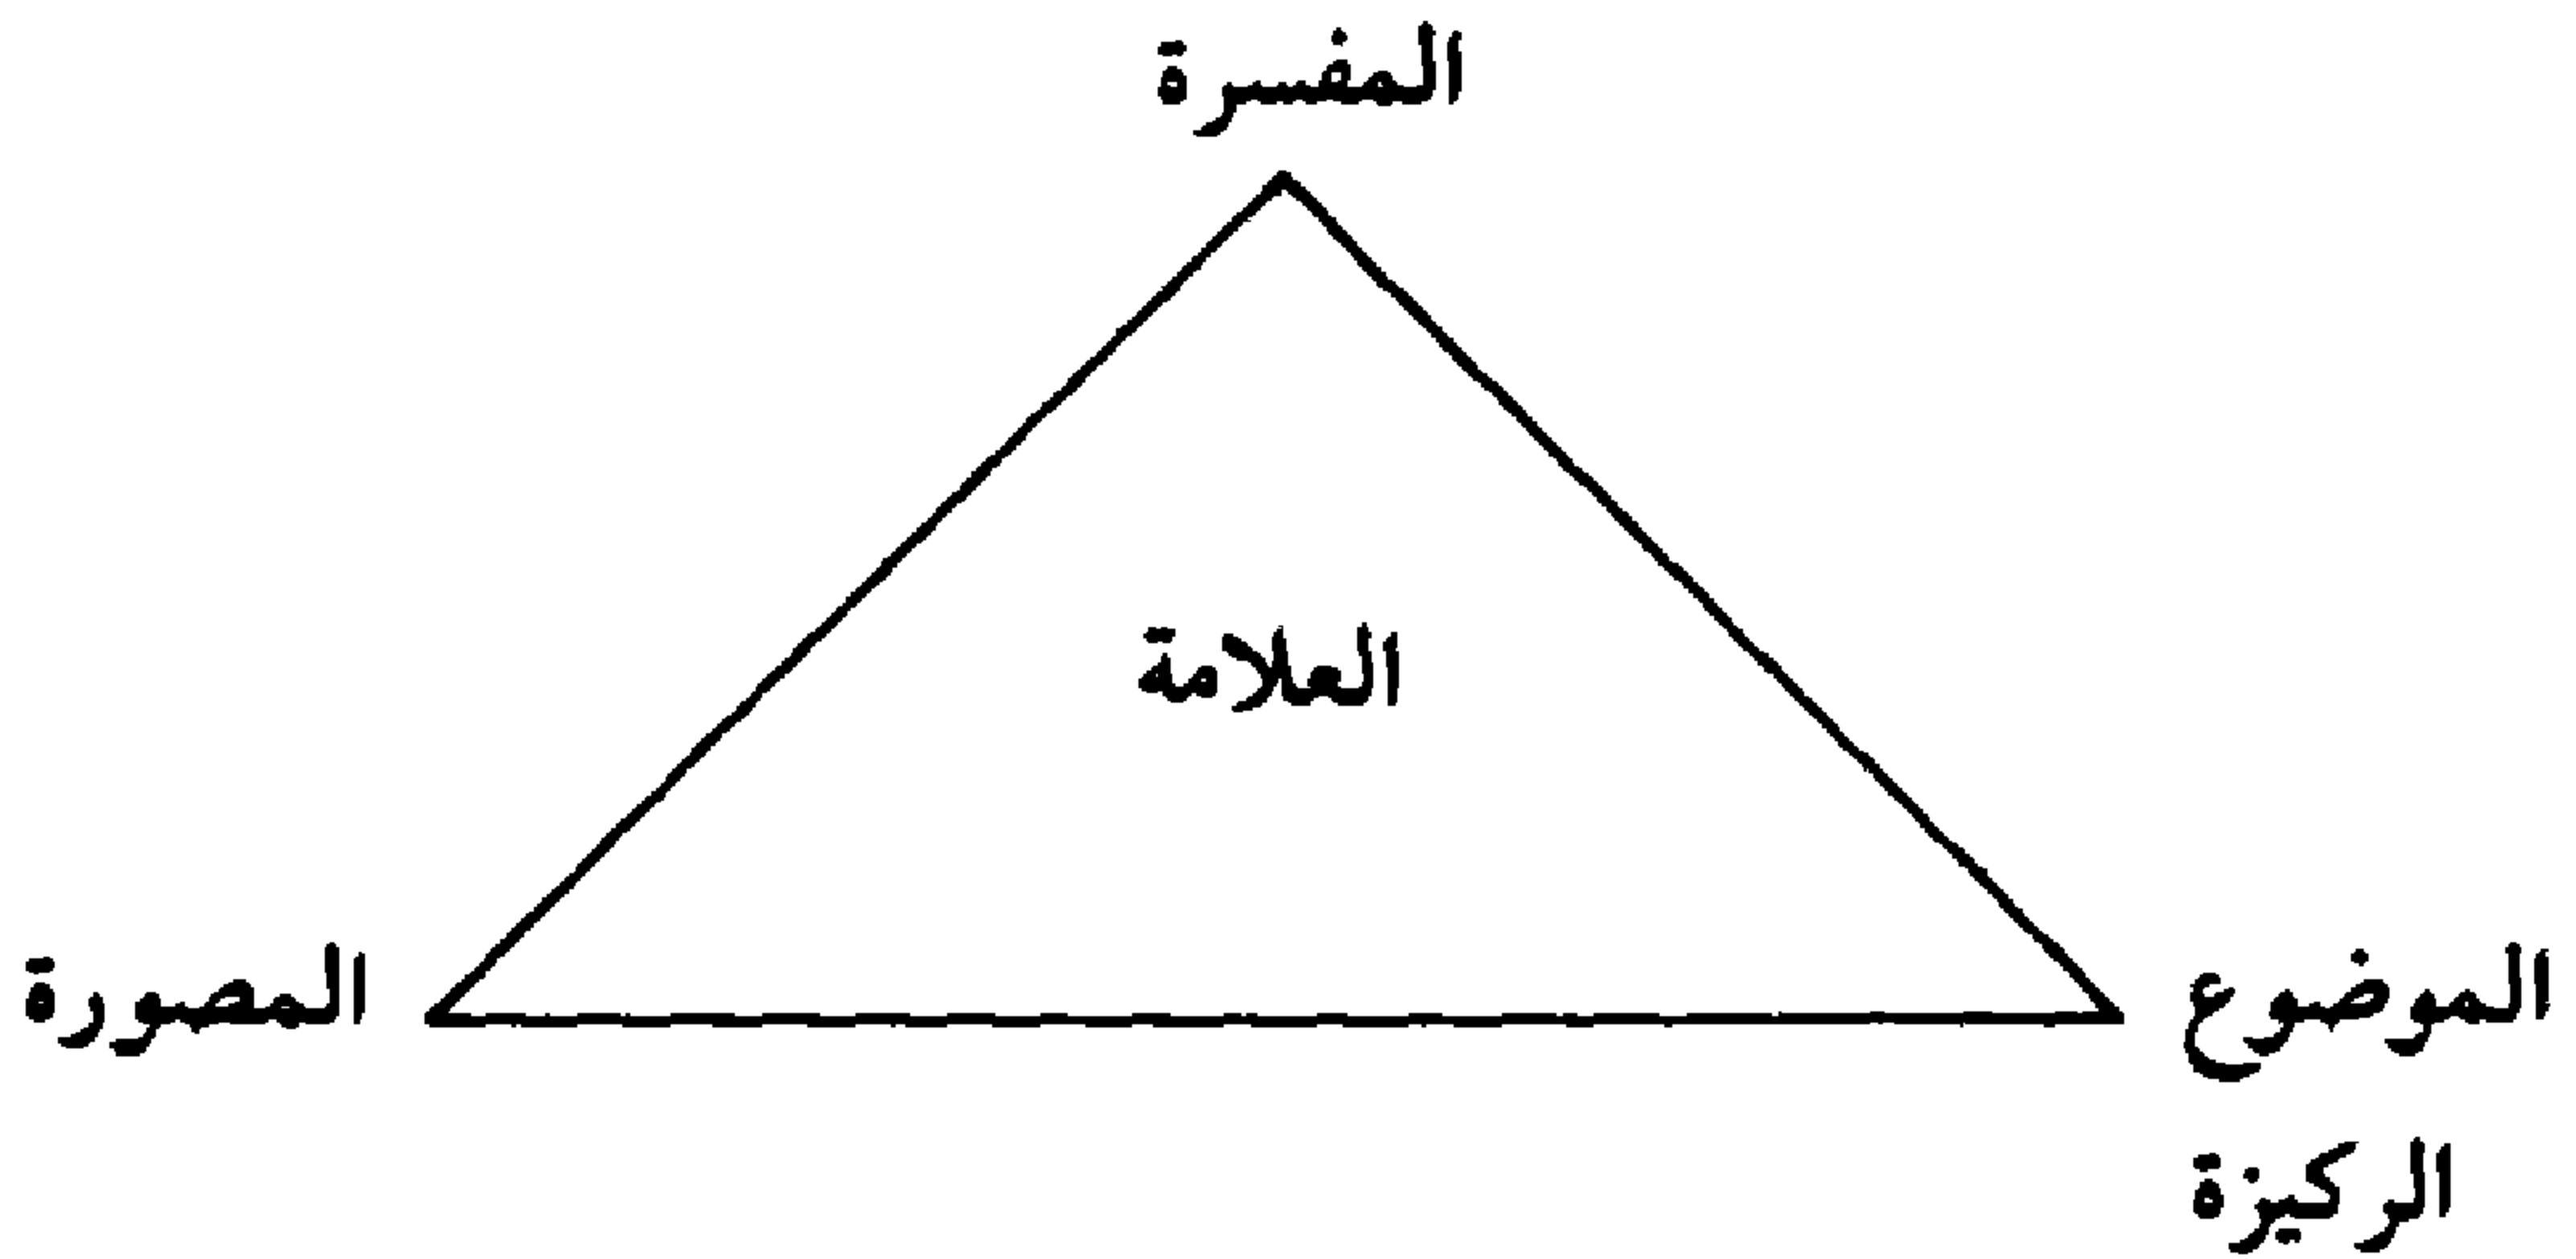 المفسرة
العلامة
الموضوع
المصورة
الركيزة